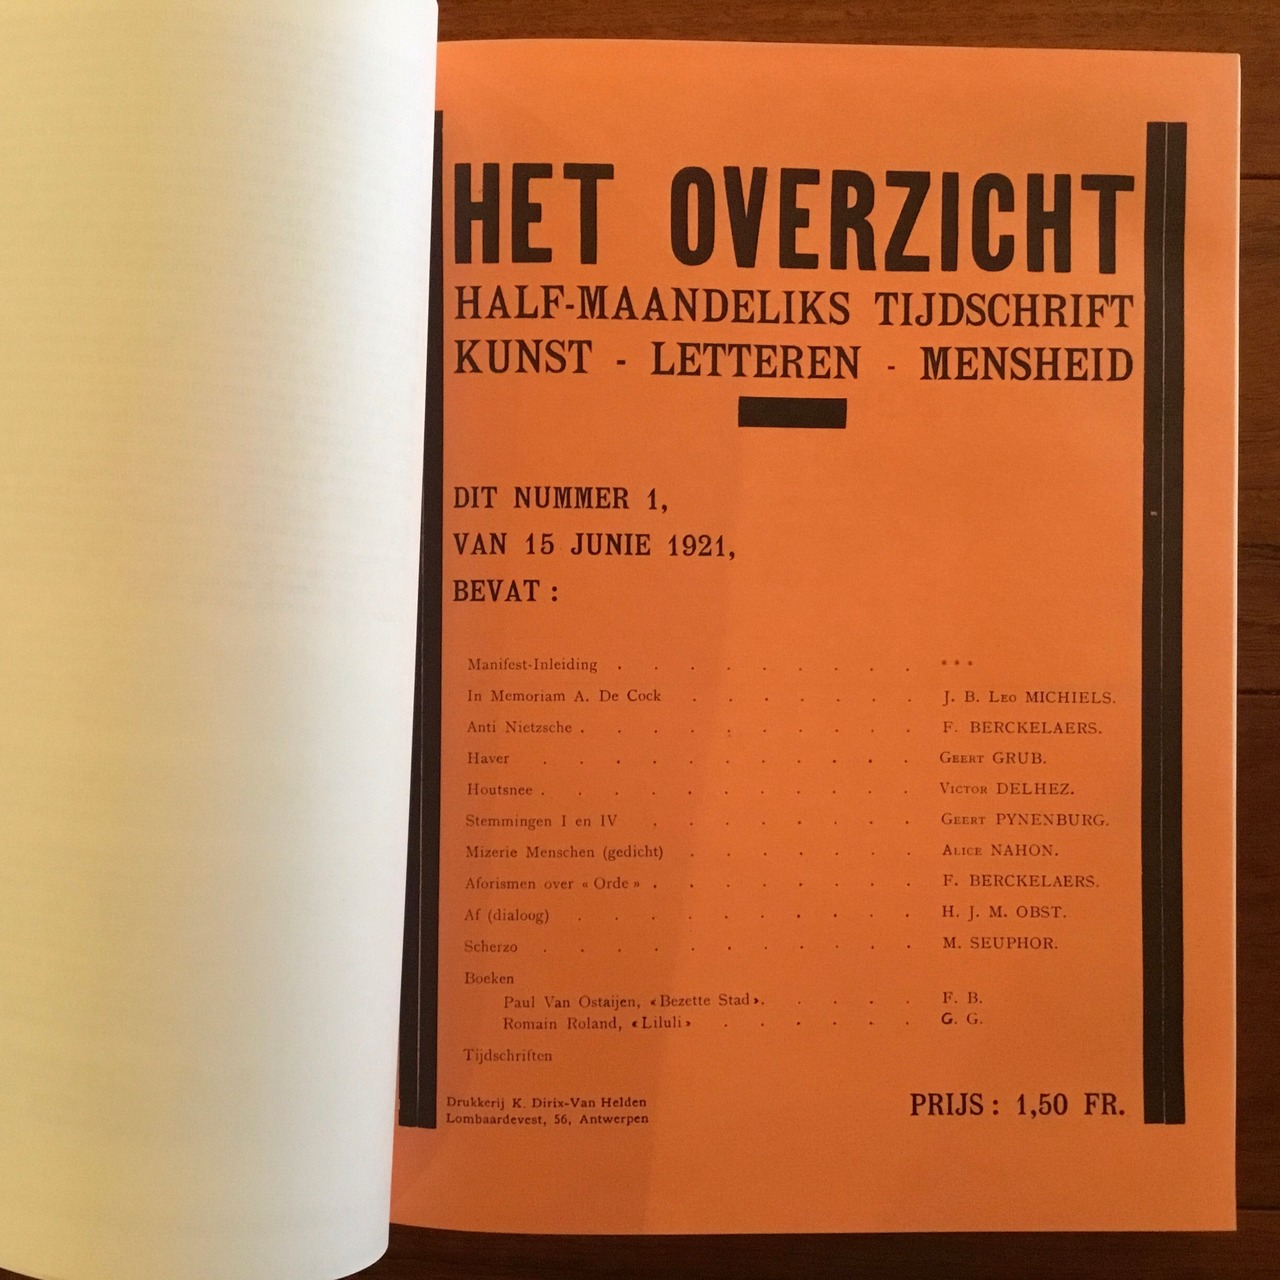 HET OVERZICHT
HALF-MAANDELIKS TIJDSCHRIFT
KUNST - LETTEREN - MENSHEID
DIT NUMMER 1,
VAN 15 JUNIE 1921,
BEVAT :
Manifest-Inleiding . . . . . . . . . * * *
In Memoriam A. De Cock . . . . . . . J. B. Leo MICHIELS.
Anti Nietzsche . . . . . . . . . . F. BERCKELAERS.
Haver . . . . . . . . . . . Geert GRUB.
Houtsnee . . . . . . . . . . . Victor DELHEZ.
Stemmingen I en IV . . . . . . . . Geert PYNENBURG.
Mizerie Menschen (gedicht) . . . . . . . Alice NAHON.
Aforismen over « Orde » . . . . . . . . F. BERCKELAERS.
Af (dialoog) . . . . . . . . . . H. J. M. OBST.
Scherzo . . . . . . . . . . . M. SEUPHOR.
Boeken
Paul Van Ostaijen, « Bezette Stad ». . . . . F. B.
Romain Roland, « Liluli » . . . . . . G. G.
Tijdschriften
Drukkerij K. Dirix-Van Helden
Lombaardevest, 56, Antwerpen
PRIJS : 1,50 FR.